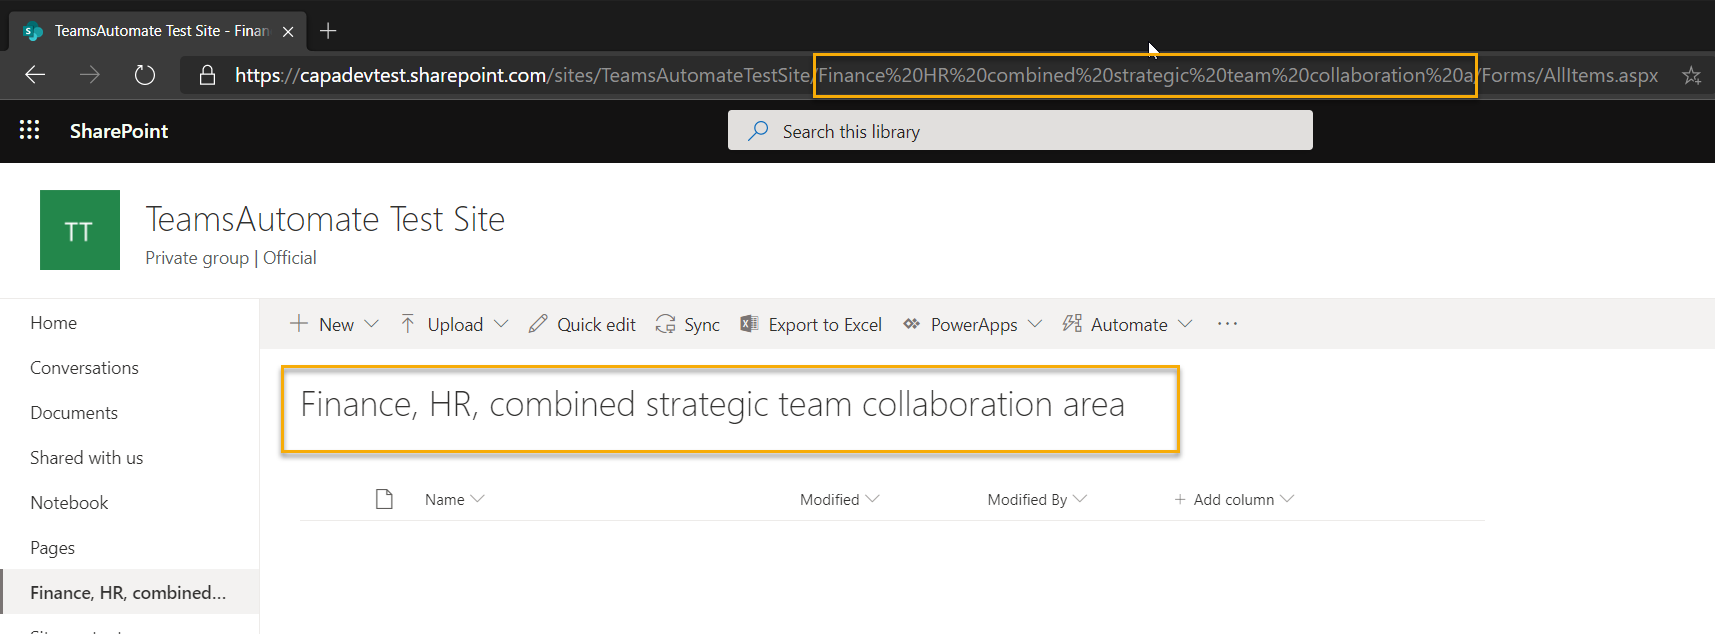 TeamsAutomate Test Site - Finan
https://capadevtest.sharepoint.com/sites/TeamsAutomateTestSite/Finance%20HR%20combined%20strategic%20team%20collaboration%20a/Forms/AllItems.aspx
SharePoint
Search this library
TT
TeamsAutomate Test Site
Private group | Official
Home
Conversations
Documents
Shared with us
Notebook
Pages
Finance, HR, combined...
New
Upload
Quick edit
Sync
Export to Excel
PowerApps
Automate
Finance, HR, combined strategic team collaboration area
Name
Modified
Modified By
Add column